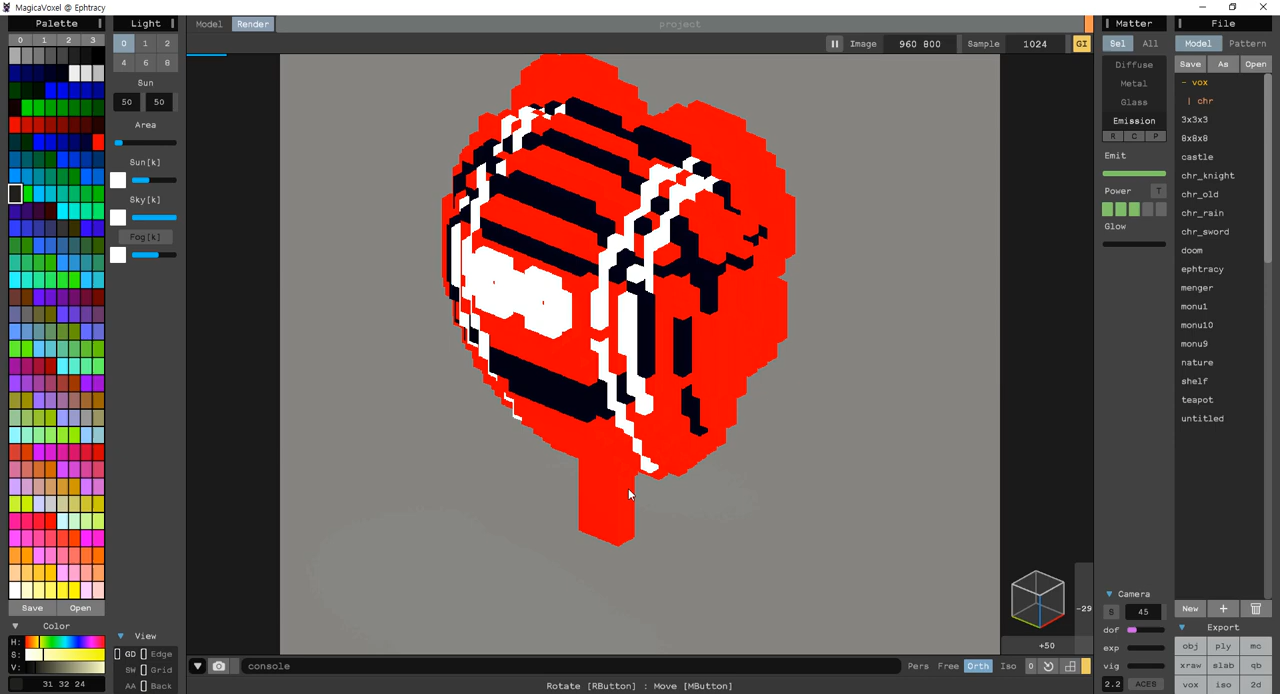 MagicaVoxel @ Ephtracy
Palette
0 1 2 3
Save Open
Color
H:
S:
V:
31 32 24
Light
0 1 2
4 6 8
Sun
50 50
Area
Sun[k]
Sky[k]
Fog[k]
View
GD Edge
SW Grid
AA Back
Model Render
project
Image 960 800 Sample 1024 GI
-29
+50
console
Pers Free Orth Iso 0
Rotate [RButton] : Move [MButton]
Matter
Sel All
Diffuse
Metal
Glass
Emission
R C P
Emit
Power T
Glow
Camera
S 45
dof
exp
vig
2.2 ACES
File
Model Pattern
Save As Open
- vox
| chr
3x3x3
8x8x8
castle
chr_knight
chr_old
chr_rain
chr_sword
doom
ephtracy
menger
monu1
monu10
monu9
nature
shelf
teapot
untitled
New +
Export
obj ply mc
xraw slab qb
vox iso 2d